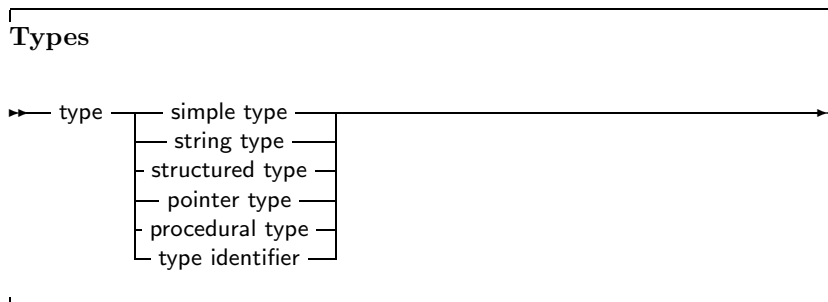 Types
type simple type
string type
structured type
pointer type
procedural type
type identifier